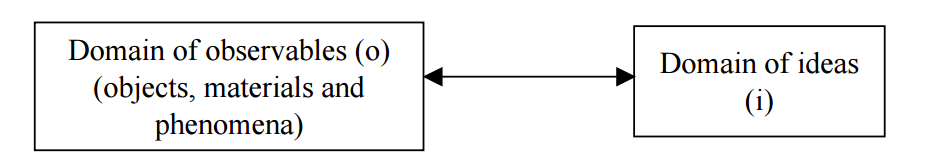 Domain of observables (o)
(objects, materials and
phenomena)
Domain of ideas
(i)